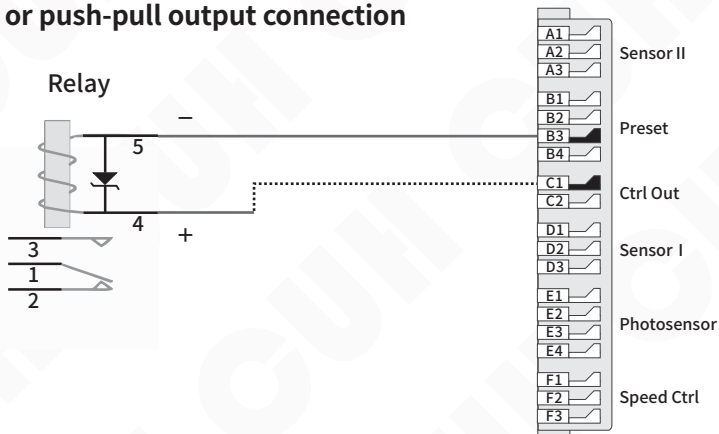 or push-pull output connection
Relay
−
5
4
+
3
1
2
A1
A2
A3
Sensor II
B1
B2
B3
B4
Preset
C1
C2
Ctrl Out
D1
D2
D3
Sensor I
E1
E2
E3
E4
Photosensor
F1
F2
F3
Speed Ctrl
CUH